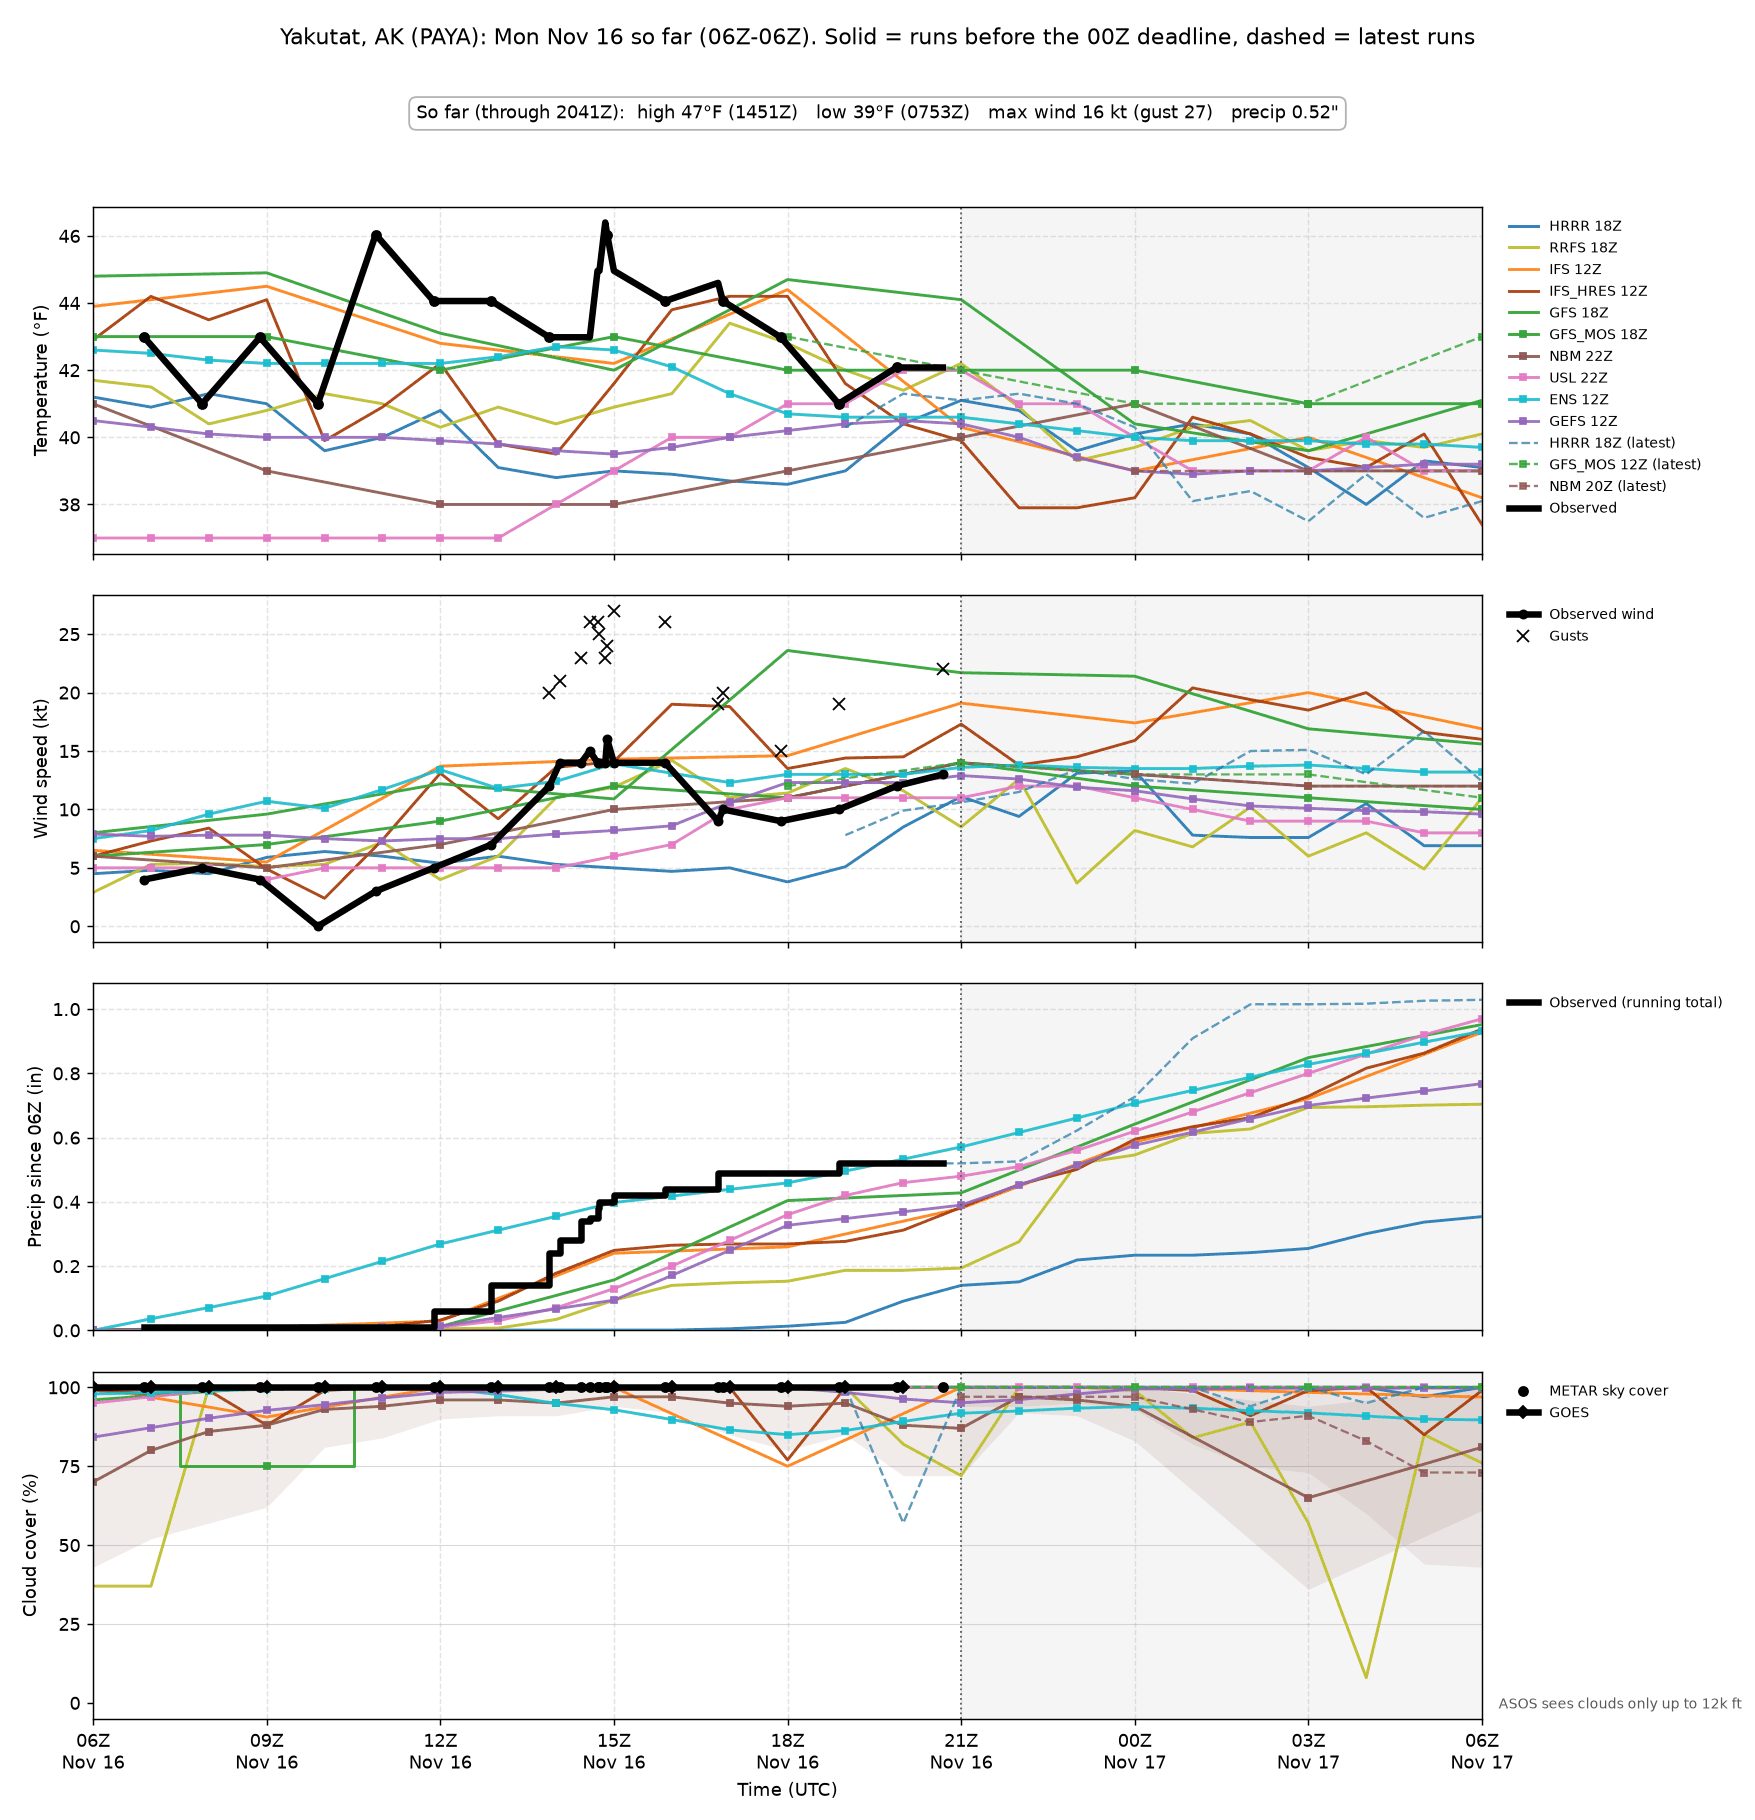 Yakutat, AK (PAYA): Mon Nov 16 so far (06Z-06Z). Solid = runs before the 00Z deadline, dashed = latest runs
So far (through 2041Z):  high 47°F (1451Z)   low 39°F (0753Z)   max wind 16 kt (gust 27)   precip 0.52"
Temperature (°F)
46
44
42
40
38
HRRR 18Z
RRFS 18Z
IFS 12Z
IFS_HRES 12Z
GFS 18Z
GFS_MOS 18Z
NBM 22Z
USL 22Z
ENS 12Z
GEFS 12Z
HRRR 18Z (latest)
GFS_MOS 12Z (latest)
NBM 20Z (latest)
Observed
Wind speed (kt)
25
20
15
10
5
0
Observed wind
Gusts
Precip since 06Z (in)
1.0
0.8
0.6
0.4
0.2
0.0
Observed (running total)
Cloud cover (%)
100
75
50
25
0
METAR sky cover
GOES
ASOS sees clouds only up to 12k ft
06Z 09Z 12Z 15Z 18Z 21Z 00Z 03Z 06Z
Nov 16 Nov 16 Nov 16 Nov 16 Nov 16 Nov 16 Nov 17 Nov 17 Nov 17
Time (UTC)